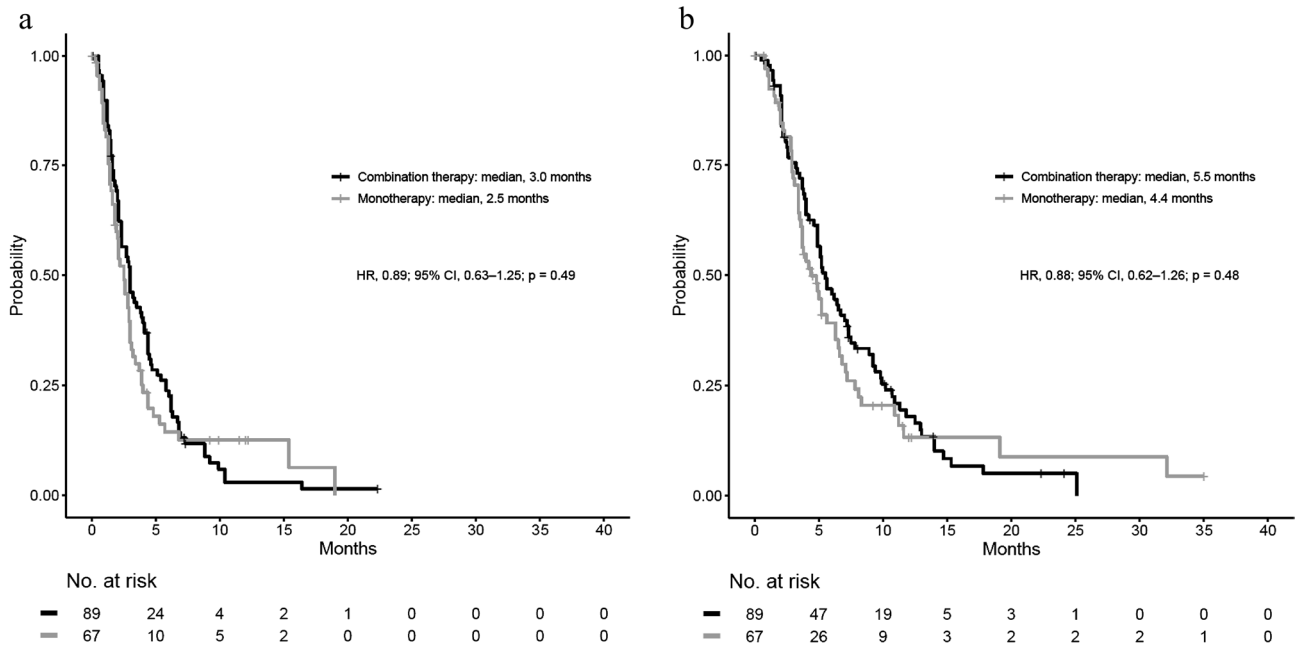 a
1.00
0.75
0.50
0.25
0.00
Probability
Combination therapy: median, 3.0 months
Monotherapy: median, 2.5 months
HR, 0.89; 95% CI, 0.63–1.25; p = 0.49
0 5 10 15 20 25 30 35 40
Months
No. at risk
89 24 4 2 1 0 0 0 0
67 10 5 2 0 0 0 0 0
b
1.00
0.75
0.50
0.25
0.00
Probability
Combination therapy: median, 5.5 months
Monotherapy: median, 4.4 months
HR, 0.88; 95% CI, 0.62–1.26; p = 0.48
0 5 10 15 20 25 30 35 40
Months
No. at risk
89 47 19 5 3 1 0 0 0
67 26 9 3 2 2 2 1 0